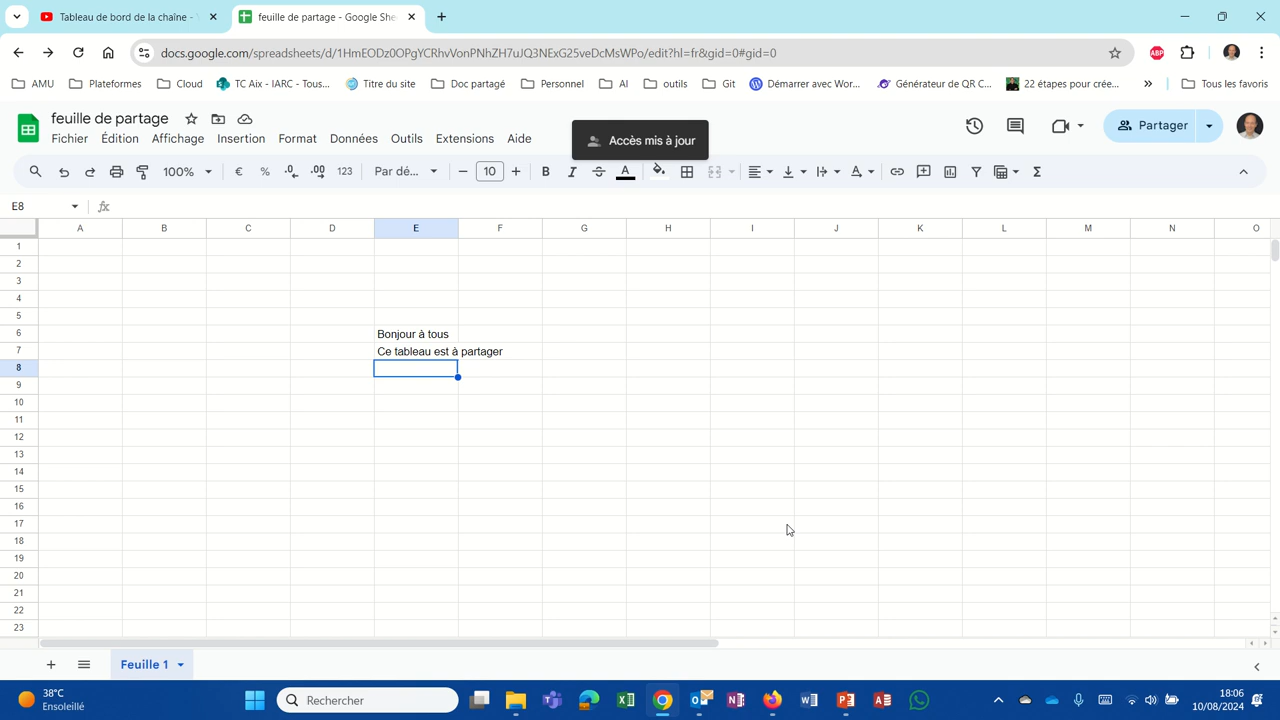 Tableau de bord de la chaîne - 
feuille de partage - Google She
docs.google.com/spreadsheets/d/1HmEODz0OPgYCRhvVonPNhZH7uJQ3NExG25veDcMsWPo/edit?hl=fr&gid=0#gid=0
ABP
AMU Plateformes Cloud TC Aix - IARC - Tous... Titre du site Doc partagé Personnel AI outils Git Démarrer avec Wor... Générateur de QR C... 22 étapes pour crée... » Tous les favoris
feuille de partage
Fichier Édition Affichage Insertion Format Données Outils Extensions Aide
Accès mis à jour
Partager
100% € % .0 .00 123 Par dé... − 10 + B I S A Σ
E8 fx
A B C D E F G H I J K L M N O
1
2
3
4
5
6 Bonjour à tous
7 Ce tableau est à partager
8
9
10
11
12
13
14
15
16
17
18
19
20
21
22
23
+ Feuille 1
38°C
Ensoleillé
Rechercher
18:06
10/08/2024